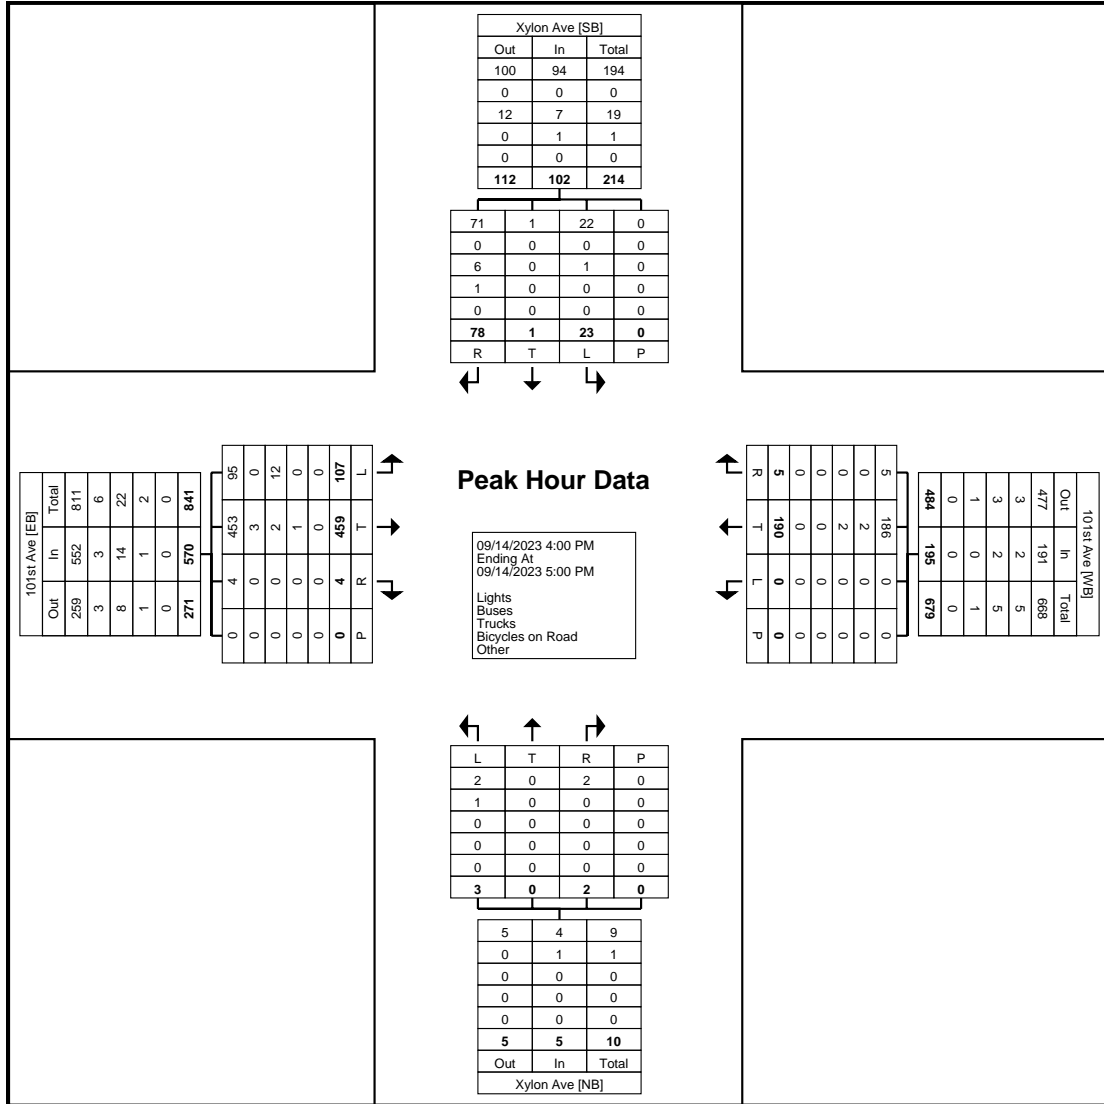 Xylon Ave [SB]
Out In Total
100 94 194
0 0 0
12 7 19
0 1 1
0 0 0
112 102 214
71 1 22 0
0 0 0 0
6 0 1 0
1 0 0 0
0 0 0 0
78 1 23 0
R T L P
101st Ave [EB]
Total In Out
811 552 259
6 3 3
22 14 8
2 1 1
0 0 0
841 570 271
95 453 4 0
0 3 0 0
12 2 0 0
0 1 0 0
0 0 0 0
107 459 4 0
L T R P
Peak Hour Data
09/14/2023 4:00 PM
Ending At
09/14/2023 5:00 PM
Lights
Buses
Trucks
Bicycles on Road
Other
R T L P
5 190 0 0
0 0 0 0
0 0 0 0
0 2 0 0
0 2 0 0
5 186 0 0
484 195 679
0 0 0
1 0 1
3 2 5
3 2 5
477 191 668
Out In Total
101st Ave [WB]
L T R P
2 0 2 0
1 0 0 0
0 0 0 0
0 0 0 0
0 0 0 0
3 0 2 0
5 4 9
0 1 1
0 0 0
0 0 0
0 0 0
5 5 10
Out In Total
Xylon Ave [NB]